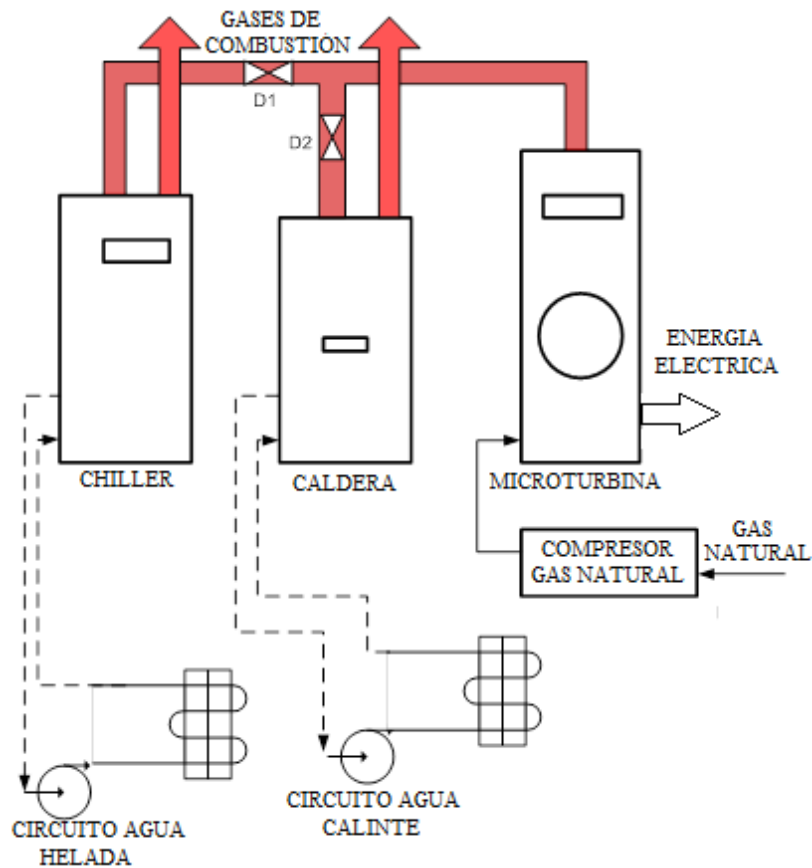 GASES DE
COMBUSTIÓN
D1
D2
ENERGIA
ELECTRICA
CHILLER
CALDERA
MICROTURBINA
COMPRESOR
GAS NATURAL
GAS
NATURAL
CIRCUITO AGUA
CALINTE
CIRCUITO AGUA
HELADA